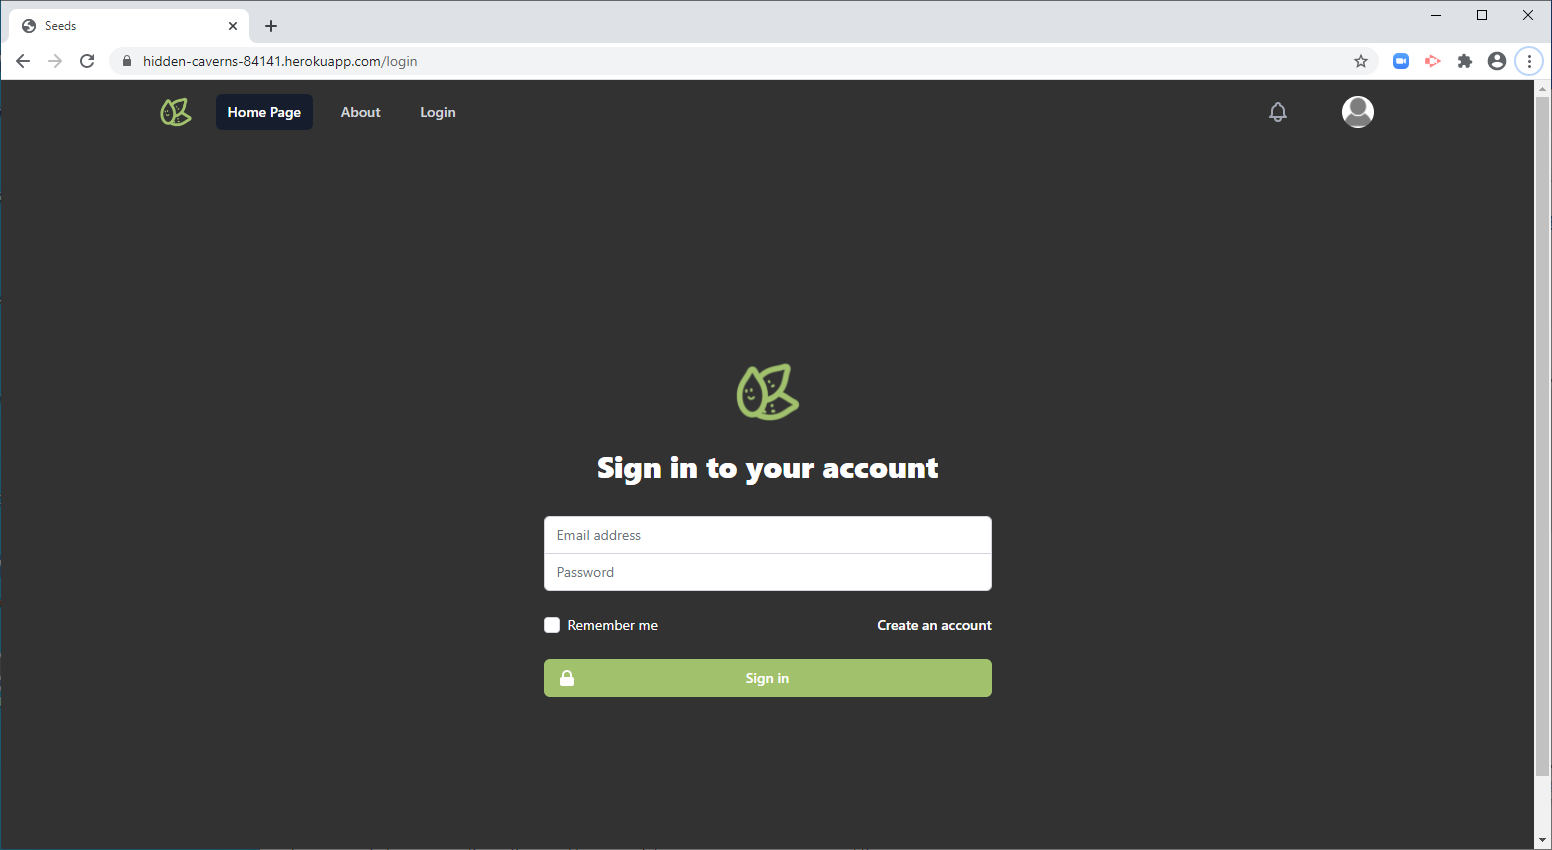 Seeds
hidden-caverns-84141.herokuapp.com/login
Home Page About Login
Sign in to your account
Email address
Password
Remember me Create an account
Sign in